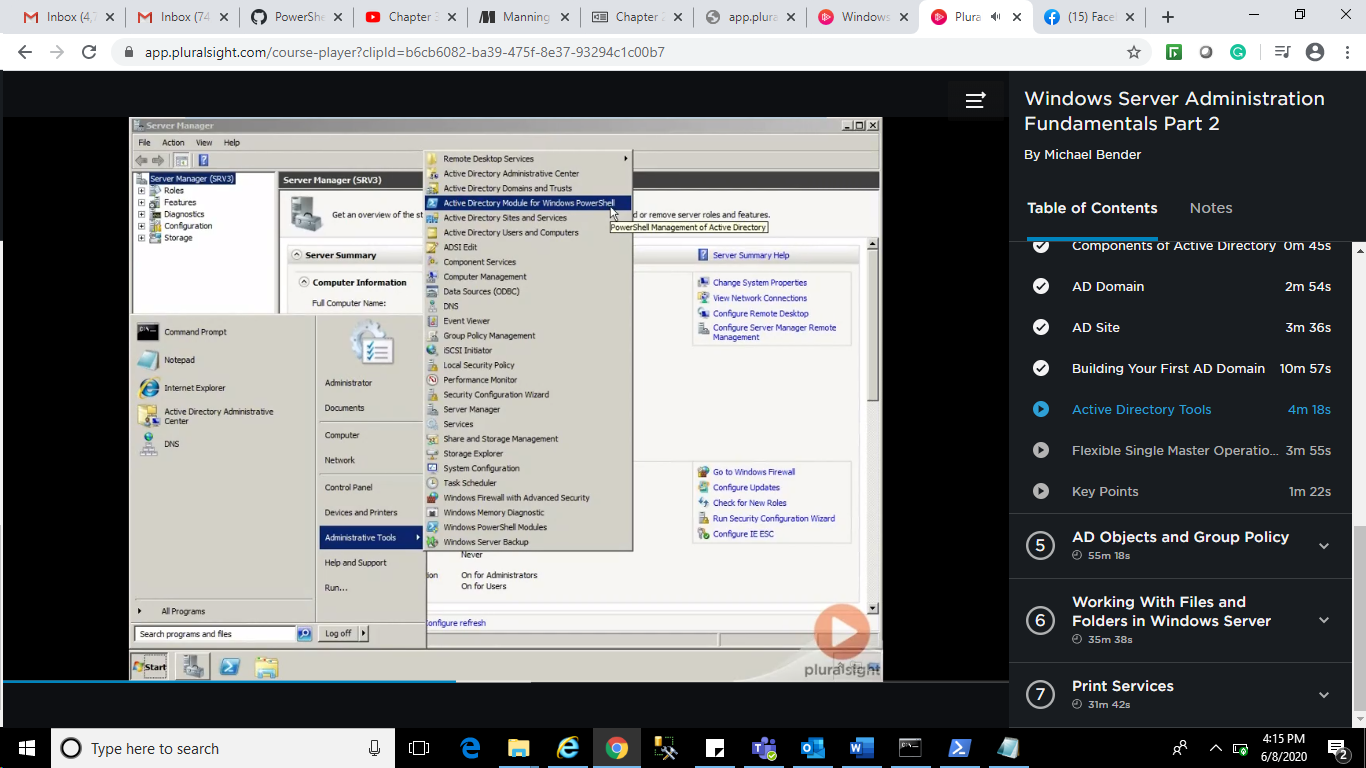 Inbox (4,
Inbox (74
PowerShe
Chapter
Manning
Chapter
app.plura
Windows
Plura
(15) Face
app.pluralsight.com/course-player?clipId=b6cb6082-ba39-475f-8e37-93294c1c00b7
Server Manager
File Action View Help
Server Manager (SRV3)
Roles
Features
Diagnostics
Configuration
Storage
Server Manager (SRV3)
Get an overview of the st
d or remove server roles and features.
Server Summary
Server Summary Help
Computer Information
Full Computer Name:
Change System Properties
View Network Connections
Configure Remote Desktop
Configure Server Manager Remote
Management
Go to Windows Firewall
Configure Updates
Check for New Roles
Run Security Configuration Wizard
Configure IE ESC
Never
tion
On for Administrators
On for Users
onfigure refresh
Remote Desktop Services
Active Directory Administrative Center
Active Directory Domains and Trusts
Active Directory Module for Windows PowerShell
PowerShell Management of Active Directory
Active Directory Sites and Services
Active Directory Users and Computers
ADSI Edit
Component Services
Computer Management
Data Sources (ODBC)
DNS
Event Viewer
Group Policy Management
iSCSI Initiator
Local Security Policy
Performance Monitor
Security Configuration Wizard
Server Manager
Services
Share and Storage Management
Storage Explorer
System Configuration
Task Scheduler
Windows Firewall with Advanced Security
Windows Memory Diagnostic
Windows PowerShell Modules
Windows Server Backup
Command Prompt
Notepad
Internet Explorer
Active Directory Administrative
Center
DNS
All Programs
Search programs and files
Administrator
Documents
Computer
Network
Control Panel
Devices and Printers
Administrative Tools
Help and Support
Run...
Log off
Start
pluralsight
Windows Server Administration
Fundamentals Part 2
By Michael Bender
Table of Contents
Notes
Components of Active Directory 0m 45s
AD Domain 2m 54s
AD Site 3m 36s
Building Your First AD Domain 10m 57s
Active Directory Tools 4m 18s
Flexible Single Master Operatio... 3m 55s
Key Points 1m 22s
5 AD Objects and Group Policy
55m 18s
6 Working With Files and
Folders in Windows Server
35m 38s
7 Print Services
31m 42s
Type here to search
4:15 PM
6/8/2020
2